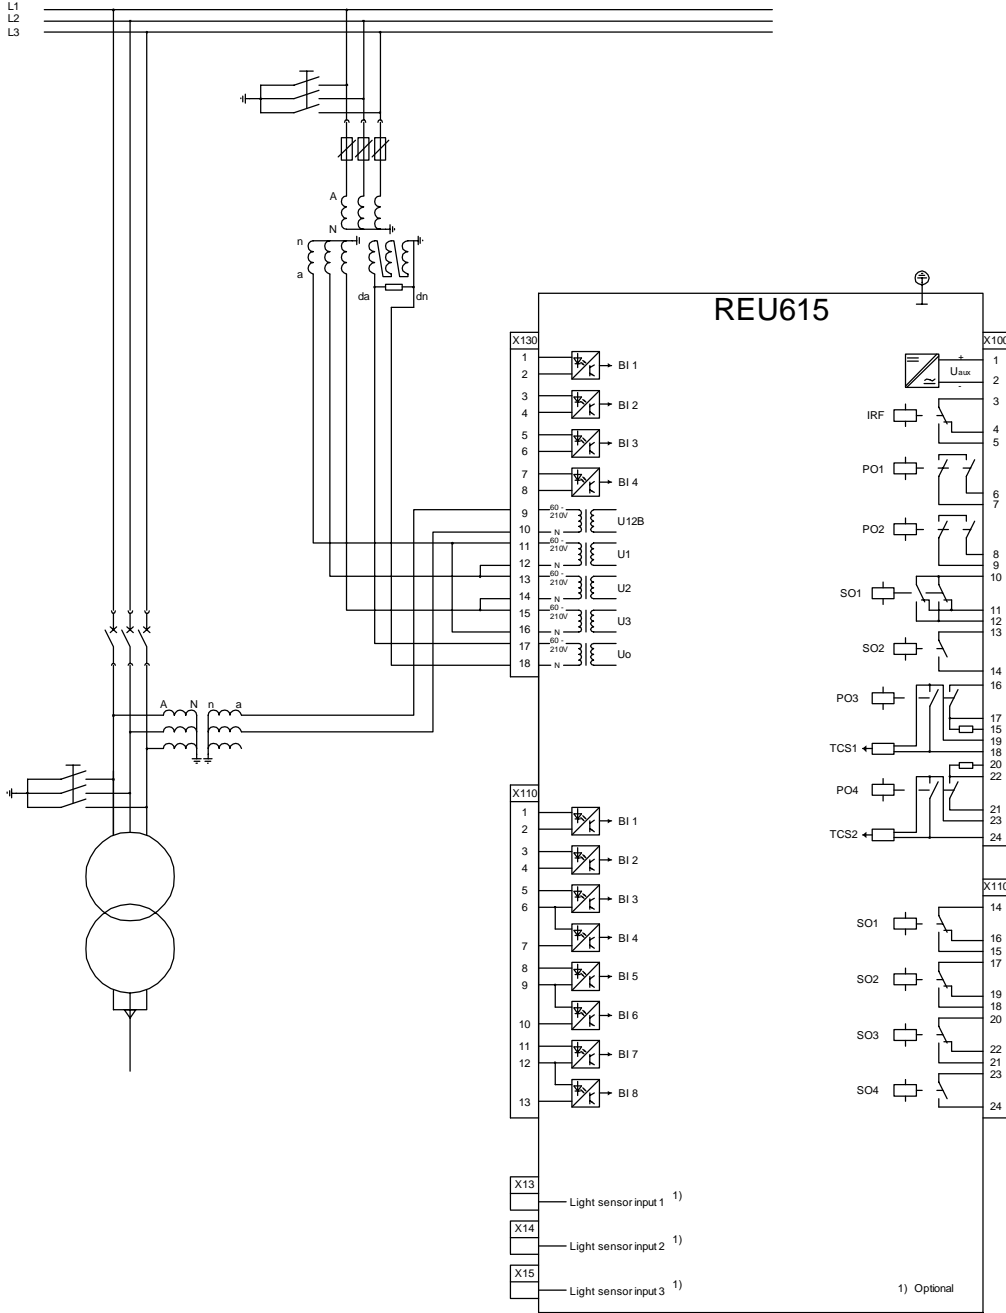 L1
L2
L3
A
N
n
a
da
dn
REU615
X130
1
2
BI 1
3
4
BI 2
5
6
BI 3
7
8
BI 4
9
60 -
210V
10
N
U12B
11
60 -
210V
12
N
U1
13
60 -
210V
14
N
U2
15
60 -
210V
16
N
U3
17
60 -
210V
18
N
Uo
A N n a
X110
1
2
BI 1
3
4
BI 2
5
6
BI 3
7
BI 4
8
9
BI 5
10
BI 6
11
12
BI 7
13
BI 8
X13
Light sensor input 1 1)
X14
Light sensor input 2 1)
X15
Light sensor input 3 1)
X100
+
Uaux
-
1
2
IRF
3
4
5
PO1
6
7
PO2
8
9
SO1
10
11
12
SO2
13
14
PO3
16
17
15
19
TCS1
18
20
22
PO4
21
23
TCS2
24
X110
SO1
14
16
15
SO2
17
19
18
SO3
20
22
21
SO4
23
24
1) Optional